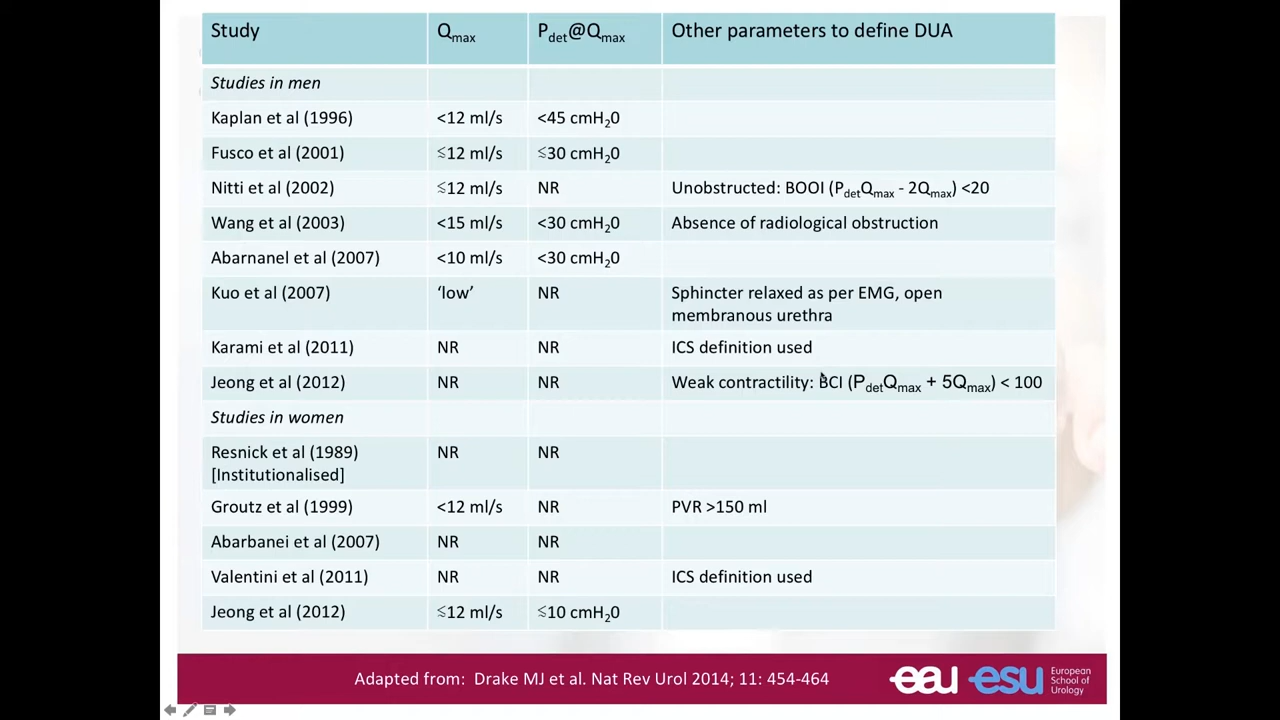 Study Qmax Pdet@Qmax Other parameters to define DUA
Studies in men
Kaplan et al (1996) <12 ml/s <45 cmH20
Fusco et al (2001) ≲12 ml/s ≲30 cmH20
Nitti et al (2002) ≲12 ml/s NR Unobstructed: BOOI (PdetQmax - 2Qmax) <20
Wang et al (2003) <15 ml/s <30 cmH20 Absence of radiological obstruction
Abarnanel et al (2007) <10 ml/s <30 cmH20
Kuo et al (2007) ‘low’ NR Sphincter relaxed as per EMG, open
membranous urethra
Karami et al (2011) NR NR ICS definition used
Jeong et al (2012) NR NR Weak contractility: BCI (PdetQmax + 5Qmax) < 100
Studies in women
Resnick et al (1989) NR NR
[Institutionalised]
Groutz et al (1999) <12 ml/s NR PVR >150 ml
Abarbanei et al (2007) NR NR
Valentini et al (2011) NR NR ICS definition used
Jeong et al (2012) ≲12 ml/s ≲10 cmH20
Adapted from: Drake MJ et al. Nat Rev Urol 2014; 11: 454-464
eau esu European
School of
Urology